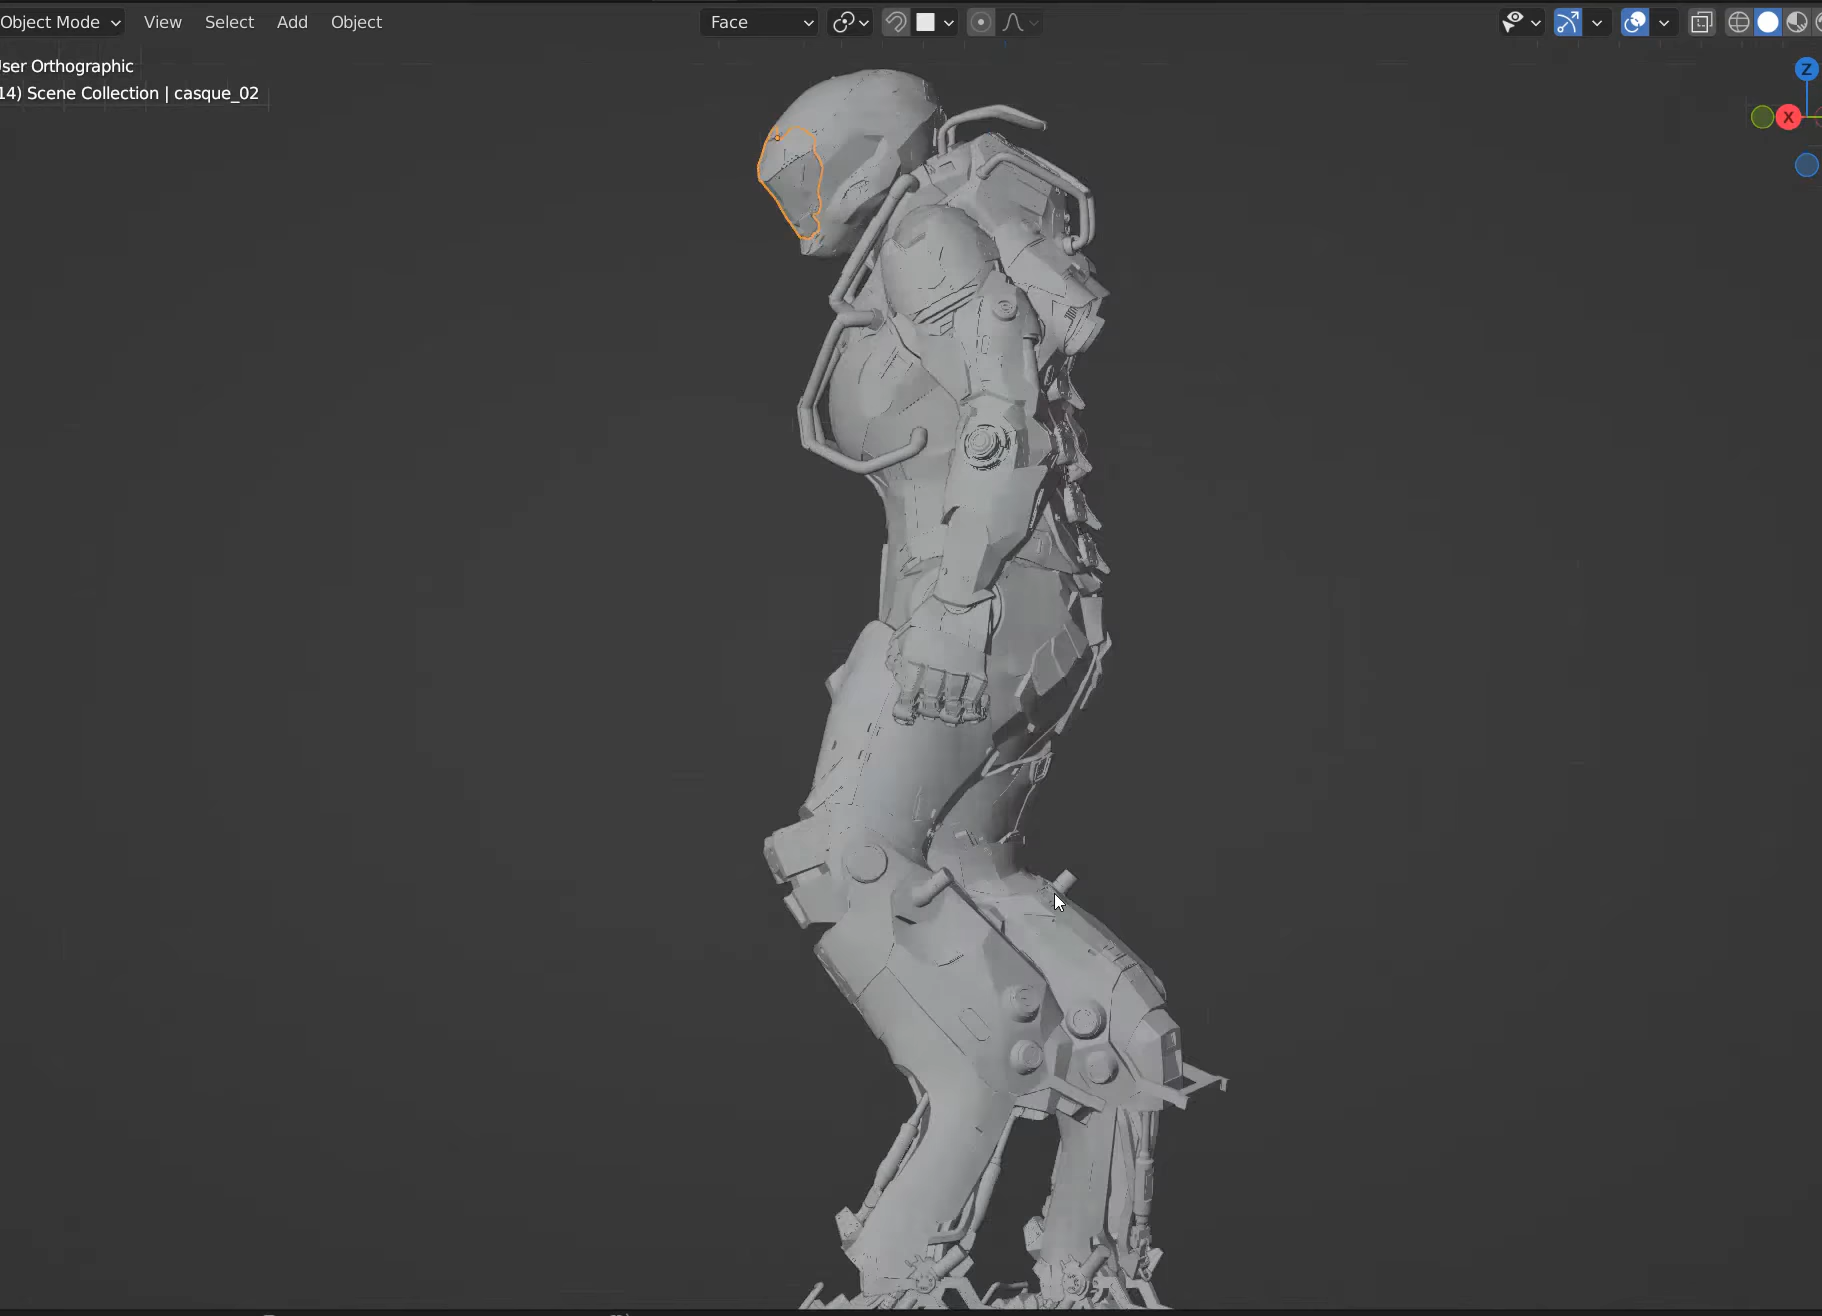 Object Mode View Select Add Object Face
ser Orthographic
14) Scene Collection | casque_02
Z
X